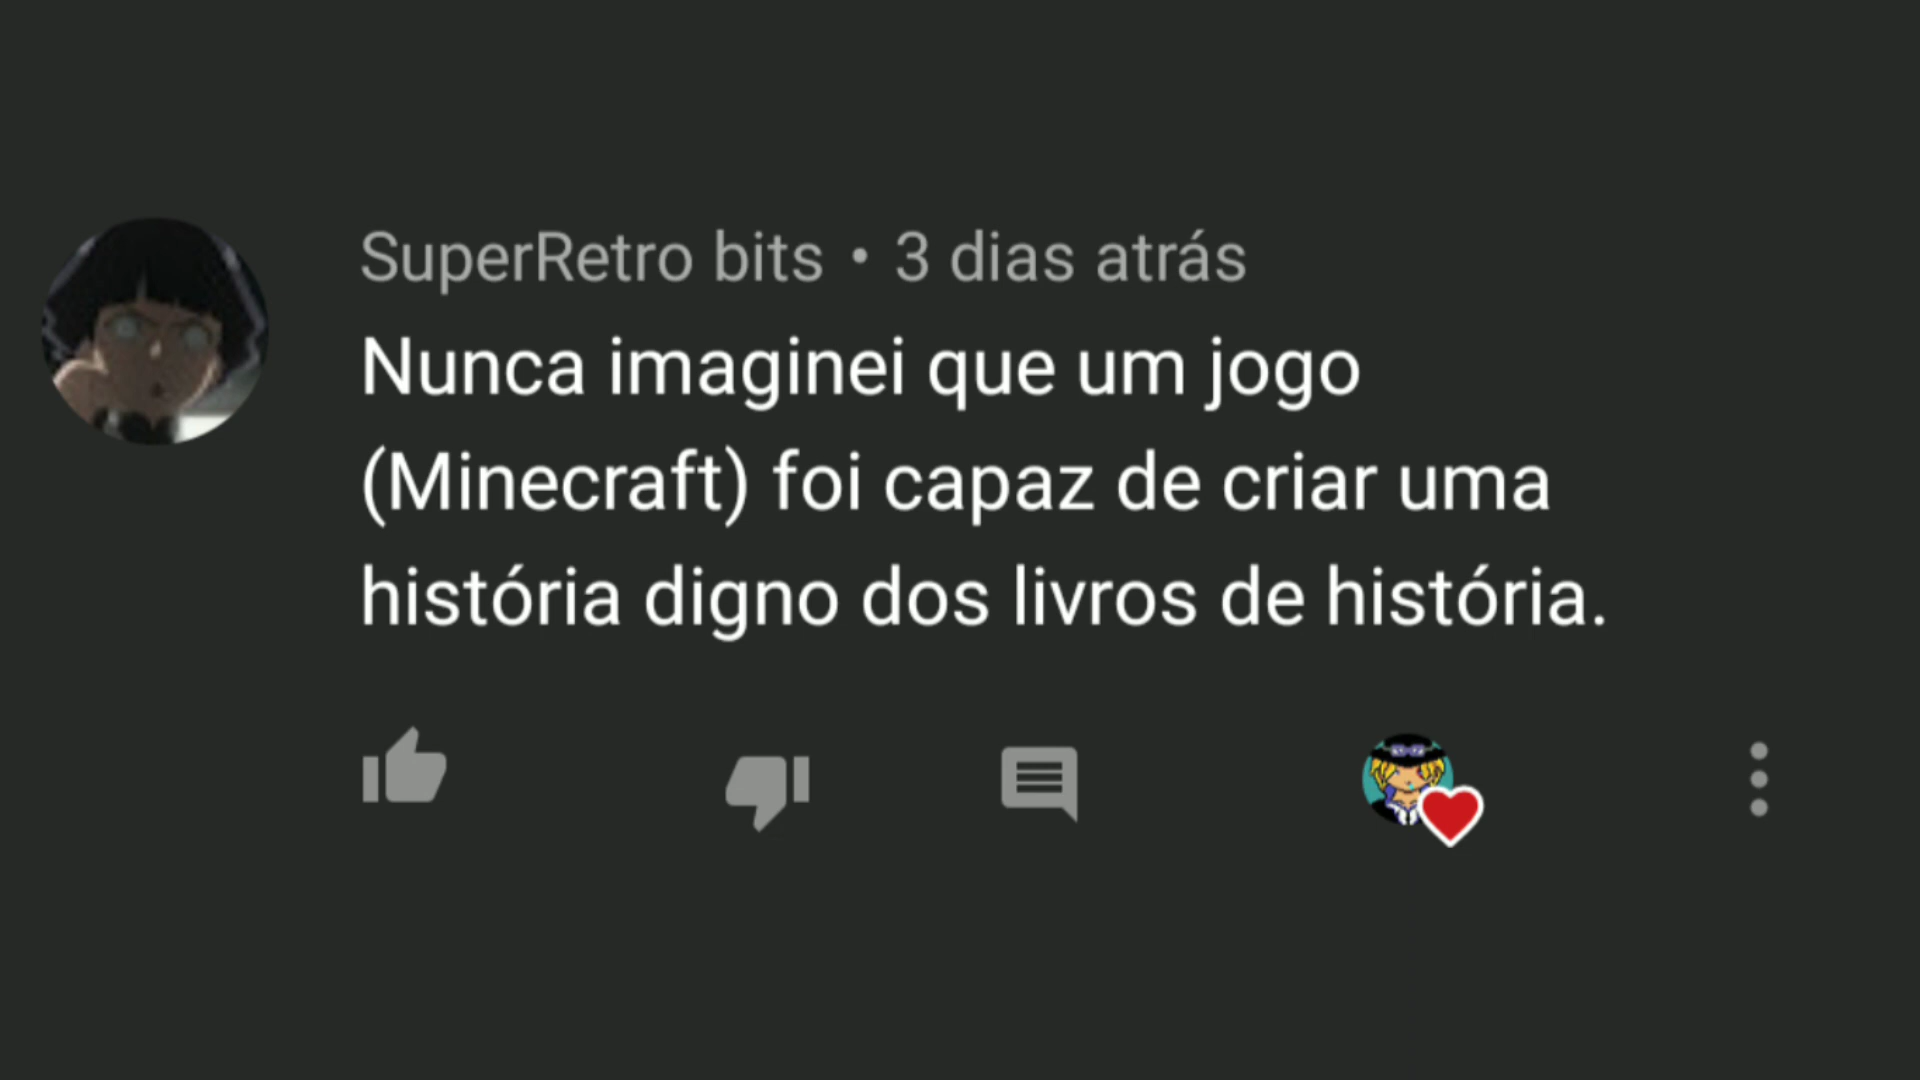 SuperRetro bits • 3 dias atrás
Nunca imaginei que um jogo
(Minecraft) foi capaz de criar uma
história digno dos livros de história.